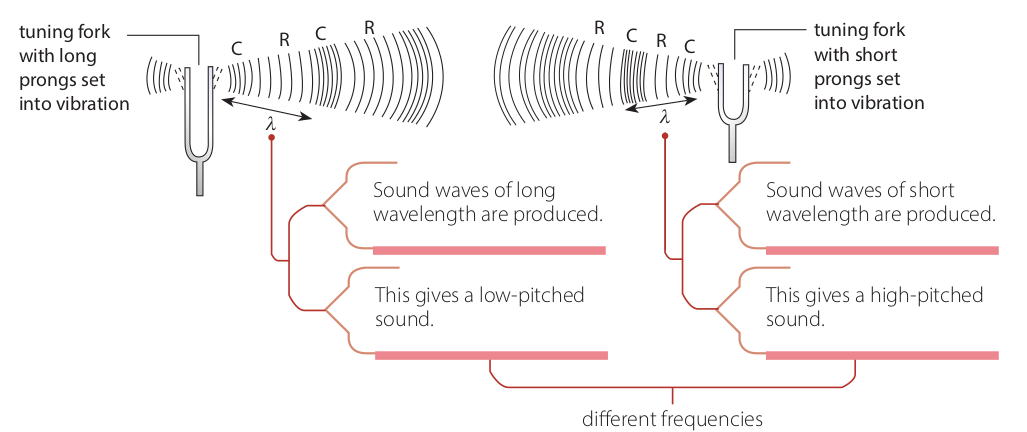 tuning fork
with long
prongs set
into vibration
C
R
C
R
λ
R
C
R
C
λ
tuning fork
with short
prongs set
into vibration
Sound waves of long
wavelength are produced.
This gives a low-pitched
sound.
Sound waves of short
wavelength are produced.
This gives a high-pitched
sound.
different frequencies